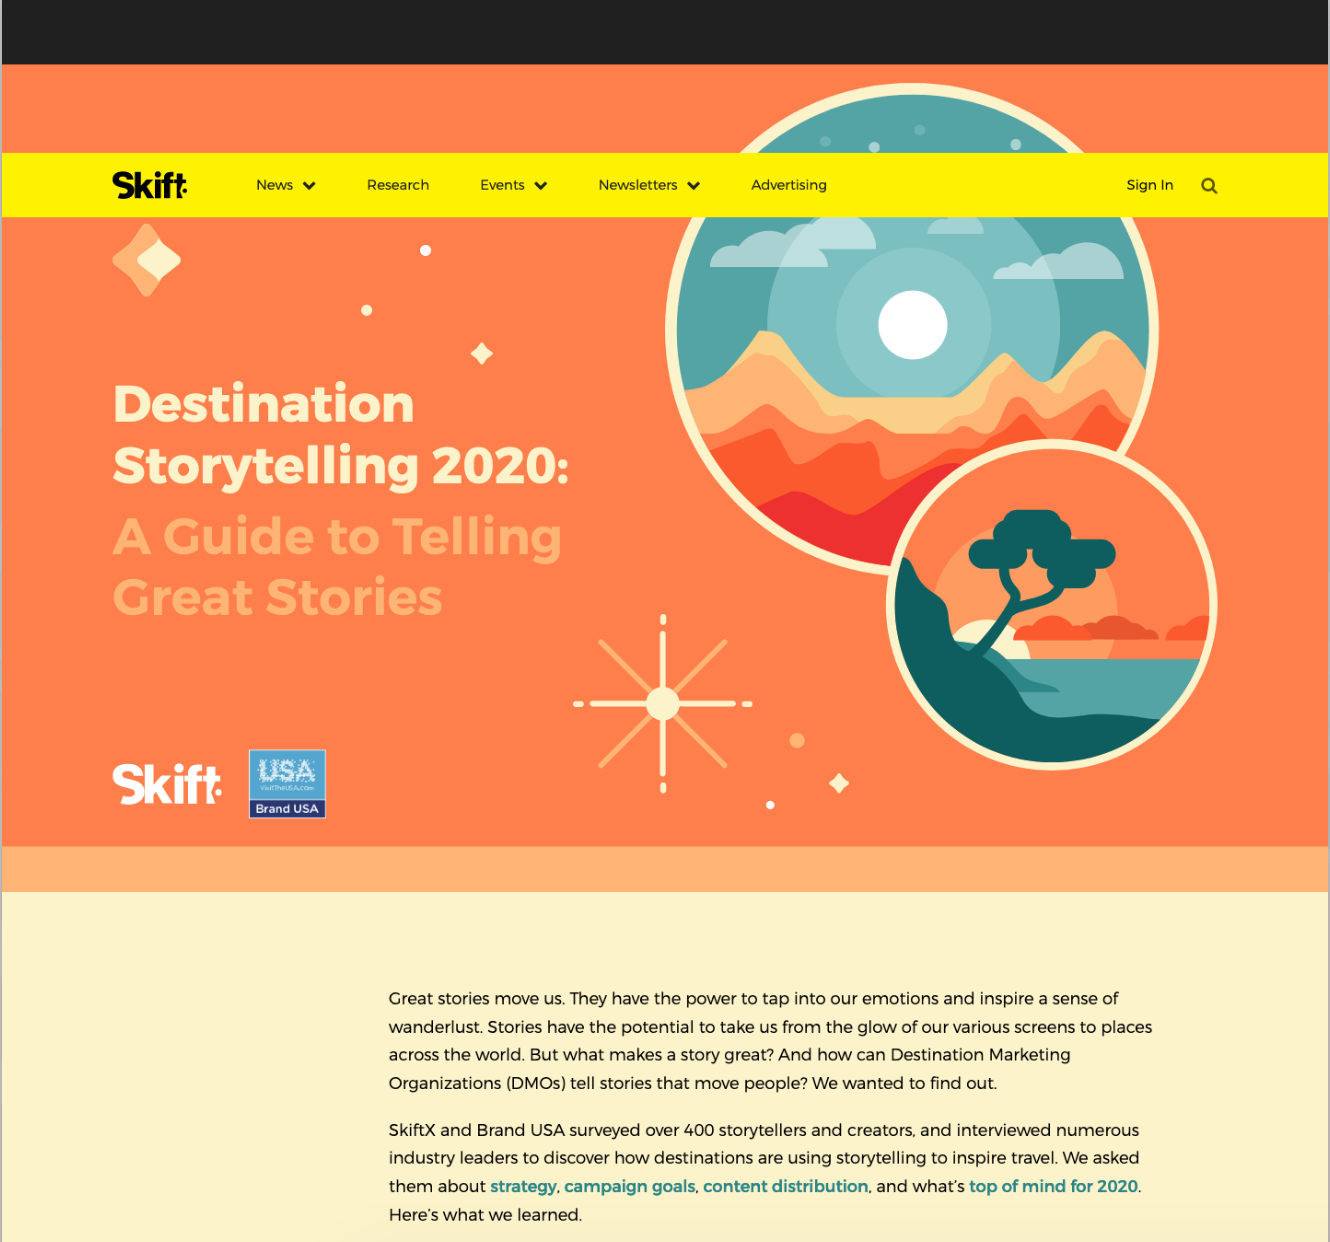 Skift
News
Research
Events
Newsletters
Advertising
Sign In
Destination
Storytelling 2020:
A Guide to Telling
Great Stories
Skift
USA
VisitTheUSA.com
Brand USA
Great stories move us. They have the power to tap into our emotions and inspire a sense of
wanderlust. Stories have the potential to take us from the glow of our various screens to places
across the world. But what makes a story great? And how can Destination Marketing
Organizations (DMOs) tell stories that move people? We wanted to find out.
SkiftX and Brand USA surveyed over 400 storytellers and creators, and interviewed numerous
industry leaders to discover how destinations are using storytelling to inspire travel. We asked
them about strategy, campaign goals, content distribution, and what’s top of mind for 2020.
Here’s what we learned.